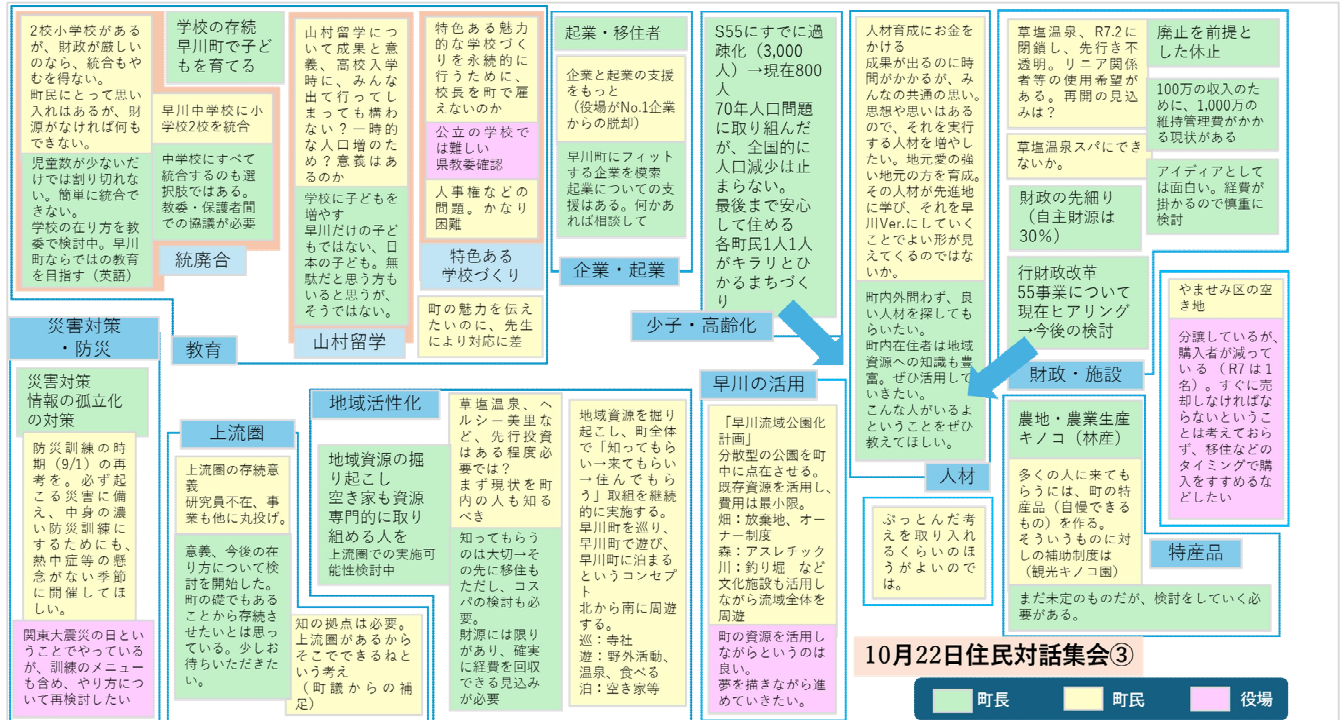 2校小学校がある
が、財政が厳しい
のなら、統合もや
むを得ない。
町民にとって思い
入れはあるが、財
源がなければ何も
できない。
児童数が少ないだ
けでは割り切れな
い。簡単に統合で
きない。
学校の在り方を教
委で検討中。早川
町ならではの教育
を目指す（英語）
学校の存続
早川町で子ど
もを育てる
早川中学校に小
学校2校を統合
中学校にすべて
統合するのも選
択肢ではある。
教委・保護者間
での協議が必要
統廃合
山村留学につ
いて成果と意
義、高校入学
時に、みんな
出て行ってし
まっても構わ
ない？一時的
な人口増のた
め？意義はあ
るのか
学校に子どもを
増やす
早川だけの子ど
もではない、日
本の子ども。無
駄だと思う方も
いると思うが、
そうではない。
山村留学
特色ある魅力
的な学校づく
りを永続的に
行うために、
校長を町で雇
えないのか
公立の学校で
は難しい
県教委確認
人事権などの
問題。かなり
困難
特色ある
学校づくり
町の魅力を伝え
たいのに、先生
により対応に差
教育
起業・移住者
企業と起業の支援
をもっと
（役場がNo.1企業
からの脱却）
早川町にフィット
する企業を模索
起業についての支
援はある。何かあ
れば相談して
企業・起業
S55にすでに過
疎化（3,000
人）→現在800
人
70年人口問題
に取り組んだ
が、全国的に
人口減少は止
まらない。
最後まで安心
して住める
各町民1人1人
がキラリとひ
かるまちづく
り
少子・高齢化
人材育成にお金を
かける
成果が出るのに時
間がかかるが、み
んなの共通の思い。
思想や思いはある
ので、それを実行
する人材を増やし
たい。地元愛の強
い地元の方を育成。
その人材が先進地
に学び、それを早
川Ver.にしていく
ことでよい形が見
えてくるのではな
いか。
町内外問わず、良
い人材を探しても
らいたい。
町内在住者は地域
資源への知識も豊
富。ぜひ活用して
いきたい。
こんな人がいるよ
ということをぜひ
教えてほしい。
人材
ぶっとんだ考
えを取り入れ
るくらいのほ
うがよいので
は。
草塩温泉、R7.2に
閉鎖し、先行き不
透明。リニア関係
者等の使用希望が
ある。再開の見込
みは？
廃止を前提と
した休止
100万の収入のた
めに、1,000万の
維持管理費がかか
る現状がある
草塩温泉スパにで
きないか。
アイディアとし
ては面白い。経費が
掛かるので慎重に
検討
財政の先細り
（自主財源は
30%）
行財政改革
55事業について
現在ヒアリング
→今後の検討
財政・施設
やませみ区の空
き地
分譲しているが、
購入者が減ってい
る（R7は1
名）。すぐに売
却しなければな
らないというこ
とは考えておら
ず、移住などの
タイミングで購
入をすすめるな
どしたい
農地・農業生産
キノコ（林産）
多くの人に来ても
らうには、町の特
産品（自慢できる
もの）を作る。
そういうものに対
しの補助制度は
（観光キノコ園）
まだ未定のものだが、検討をしていく必
要がある。
特産品
災害対策
・防災
災害対策
情報の孤立化
の対策
防災訓練の時
期（9/1）の再
考を。必ず起
こる災害に備
え、中身の濃
い防災訓練に
するためにも、
熱中症等の懸
念がない季節
に開催してほ
しい。
関東大震災の日とい
うことでやっている
が、訓練のメニュー
も含め、やり方につ
いて再検討したい
上流圏
上流圏の存続意
義
研究員不在、事
業も他に丸投げ。
意義、今後の在
り方について検
討を開始した。
町の礎でもある
ことから存続さ
せたいとは思っ
ている。少しお
待ちいただきた
い。
知の拠点は必要。
上流圏があるから
そこでできるねと
いう考え
（町議からの補
足）
地域活性化
地域資源の掘
り起こし
空き家も資源
専門的に取り
組める人を
上流圏での実施可
能性検討中
草塩温泉、ヘ
ルシー美里な
ど、先行投資
はある程度必
要では？
まず現状を町
内の人も知る
べき
知ってもらう
のは大切→そ
の先に移住も
ただし、コス
パの検討も必
要。
財源には限り
があり、確実
に経費を回収
できる見込み
が必要
地域資源を掘り
起こし、町全体
で「知ってもら
い→来てもらい
→住んでもら
う」取組を継続
的に実施する。
早川町を巡り、
早川町で遊び、
早川町に泊まる
というコンセプ
ト
北から南に周遊
する。
巡：寺社
遊：野外活動、
温泉、食べる
泊：空き家等
早川の活用
「早川流域公園化
計画」
分散型の公園を町
中に点在させる。
既存資源を活用し、
費用は最小限。
畑：放棄地、オー
ナー制度
森：アスレチック
川：釣り堀　など
文化施設も活用し
ながら流域全体を
周遊
町の資源を活用し
ながらというのは
良い。
夢を描きながら進
めていきたい。
10月22日住民対話集会③
町長
町民
役場